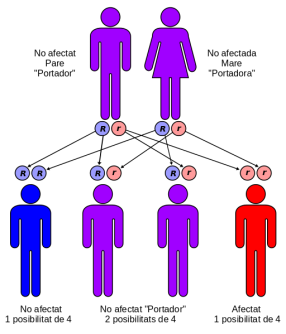 No afectat
Pare
"Portador"
No afectada
Mare
"Portadora"
R r R r
R R R r R r r r
No afectat
1 posibilitat de 4
No afectat "Portador"
2 posibilitats de 4
Afectat
1 posibilitat de 4